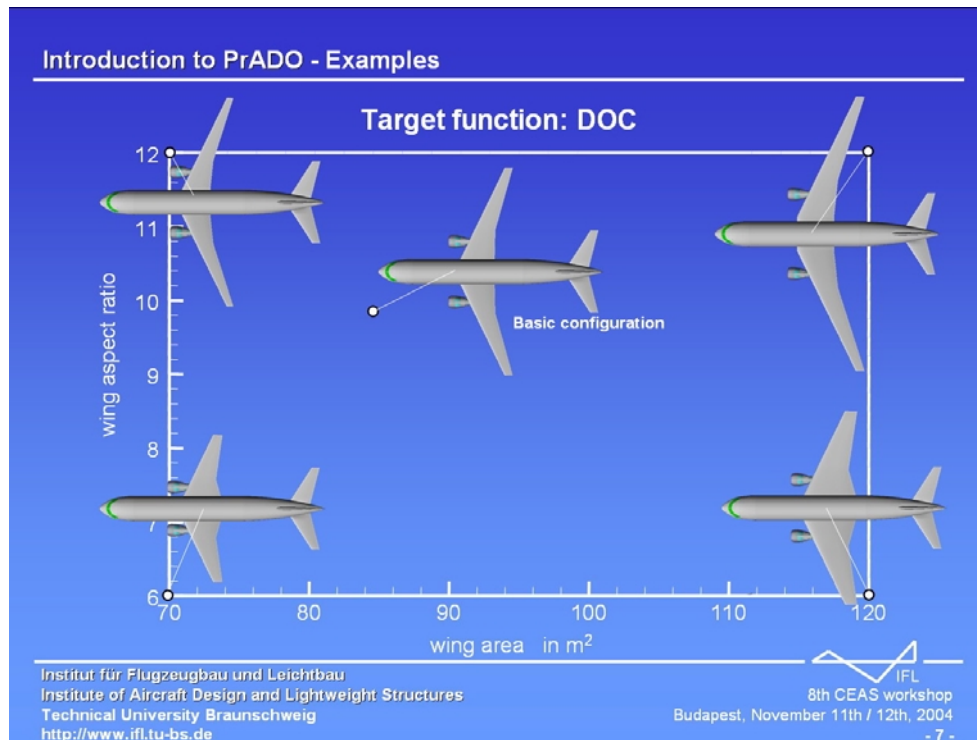 Introduction to PrADO - Examples
Target function: DOC
12
11
10
9
8
7
6
wing aspect ratio
Basic configuration
70
80
90
100
110
120
wing area in m²
Institut für Flugzeugbau und Leichtbau
Institute of Aircraft Design and Lightweight Structures
Technical University Braunschweig
http://www.ifl.tu-bs.de
IFL
8th CEAS workshop
Budapest, November 11th / 12th, 2004
- 7 -